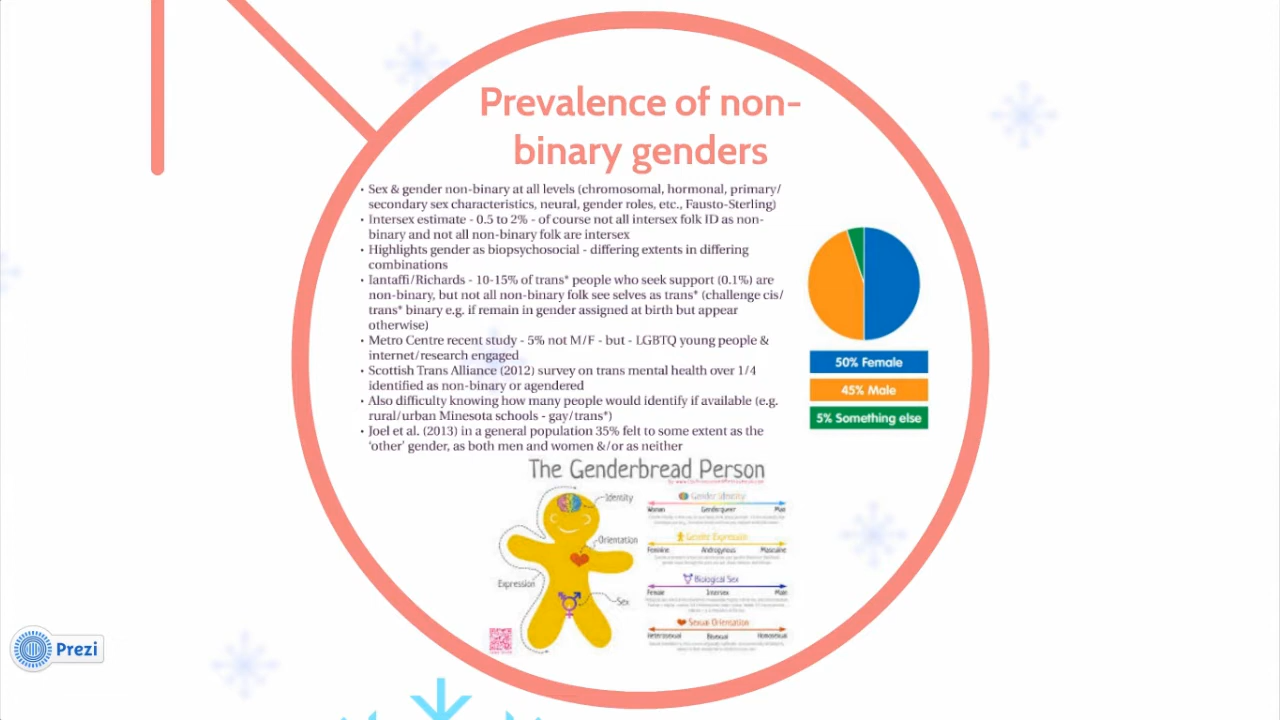 Prevalence of non-
binary genders
• Sex & gender non-binary at all levels (chromosomal, hormonal, primary/
secondary sex characteristics, neural, gender roles, etc., Fausto-Sterling)
• Intersex estimate - 0.5 to 2% - of course not all intersex folk ID as non-
binary and not all non-binary folk are intersex
• Highlights gender as biopsychosocial - differing extents in differing
combinations
• Iantaffi/Richards - 10-15% of trans* people who seek support (0.1%) are
non-binary, but not all non-binary folk see selves as trans* (challenge cis/
trans* binary e.g. if remain in gender assigned at birth but appear
otherwise)
• Metro Centre recent study - 5% not M/F - but - LGBTQ young people &
internet/research engaged
• Scottish Trans Alliance (2012) survey on trans mental health over 1/4
identified as non-binary or agendered
• Also difficulty knowing how many people would identify if available (e.g.
rural/urban Minesota schools - gay/trans*)
• Joel et al. (2013) in a general population 35% felt to some extent as the
'other' gender, as both men and women &/or as neither
50% Female
45% Male
5% Something else
The Genderbread Person
Identity
Orientation
Expression
Sex
Gender Identity
Woman Genderqueer Man
Gender Expression
Feminine Androgynous Masculine
Biological Sex
Female Intersex Male
Sexual Orientation
Heterosexual Bisexual Homosexual
Prezi